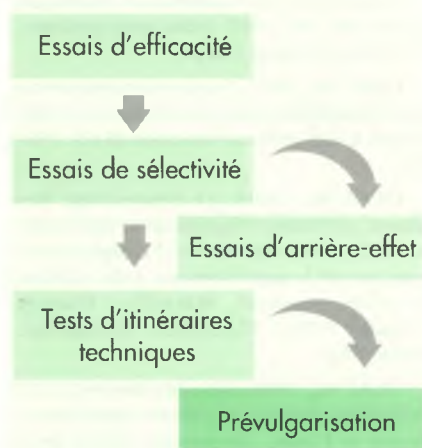 Essais d'efficacité
Essais de sélectivité
Essais d'arrière-effet
Tests d'itinéraires
techniques
Prévulgarisation